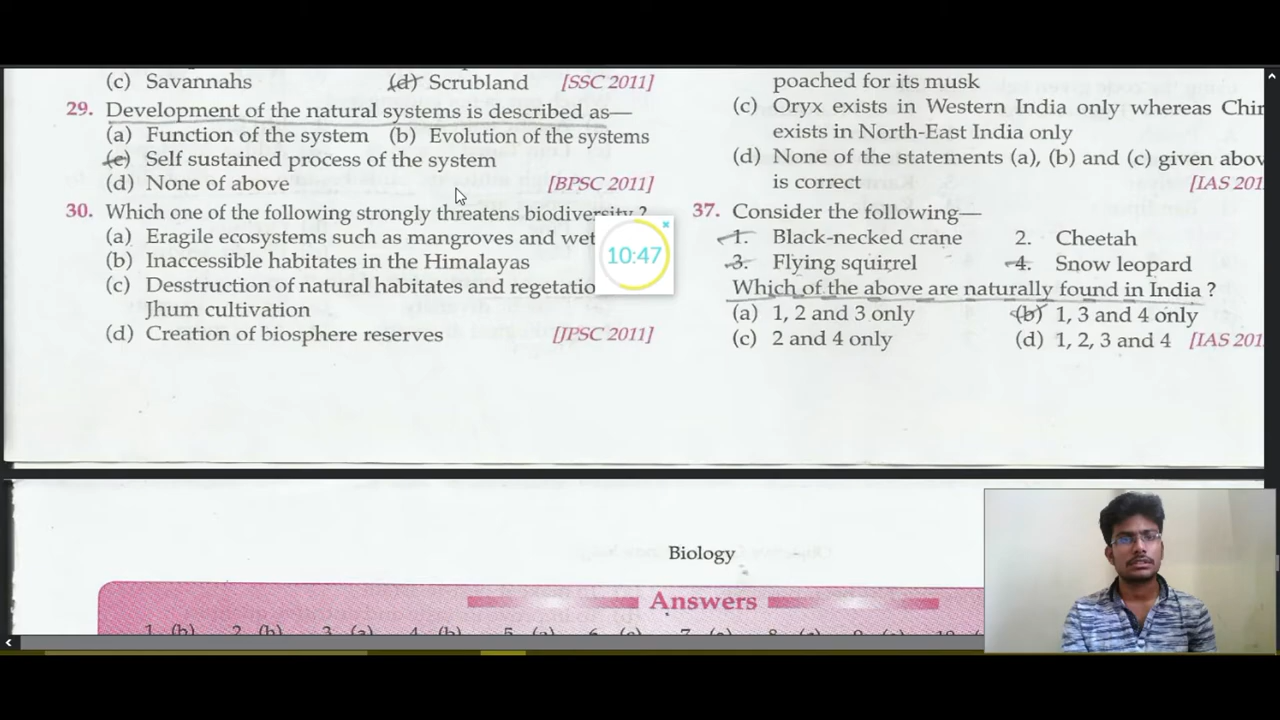 (c) Savannahs (d) Scrubland [SSC 2011]
29. Development of the natural systems is described as—
(a) Function of the system (b) Evolution of the systems
(c) Self sustained process of the system
(d) None of above [BPSC 2011]
30. Which one of the following strongly threatens biodiversity ?
(a) Eragile ecosystems such as mangroves and wet
(b) Inaccessible habitates in the Himalayas
(c) Desstruction of natural habitates and regetatio
Jhum cultivation
(d) Creation of biosphere reserves [JPSC 2011]
10:47
poached for its musk
(c) Oryx exists in Western India only whereas Chir
exists in North-East India only
(d) None of the statements (a), (b) and (c) given abov
is correct [IAS 201
37. Consider the following—
1. Black-necked crane 2. Cheetah
3. Flying squirrel 4. Snow leopard
Which of the above are naturally found in India ?
(a) 1, 2 and 3 only (b) 1, 3 and 4 only
(c) 2 and 4 only (d) 1, 2, 3 and 4 [IAS 201
Biology
Answers